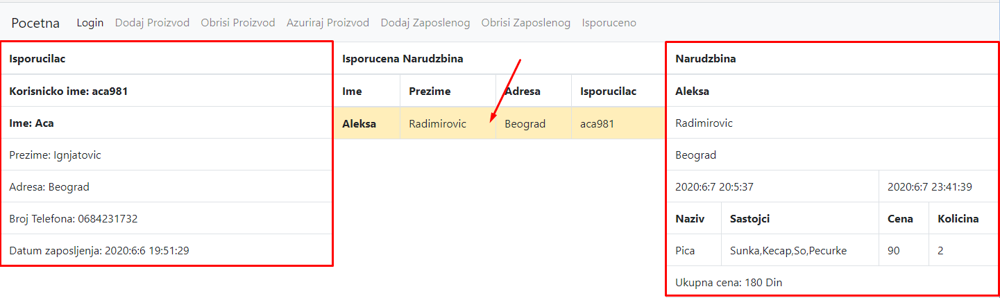 Pocetna Login Dodaj Proizvod Obrisi Proizvod Azuriraj Proizvod Dodaj Zaposlenog Obrisi Zaposlenog Isporuceno
Isporucilac
Korisnicko ime: aca981
Ime: Aca
Prezime: Ignjatovic
Adresa: Beograd
Broj Telefona: 0684231732
Datum zaposljenja: 2020:6:6 19:51:29
Isporucena Narudzbina
Ime Prezime Adresa Isporucilac
Aleksa Radimirovic Beograd aca981
Narudzbina
Aleksa
Radimirovic
Beograd
2020:6:7 20:5:37 2020:6:7 23:41:39
Naziv Sastojci Cena Kolicina
Pica Sunka,Kecap,So,Pecurke 90 2
Ukupna cena: 180 Din